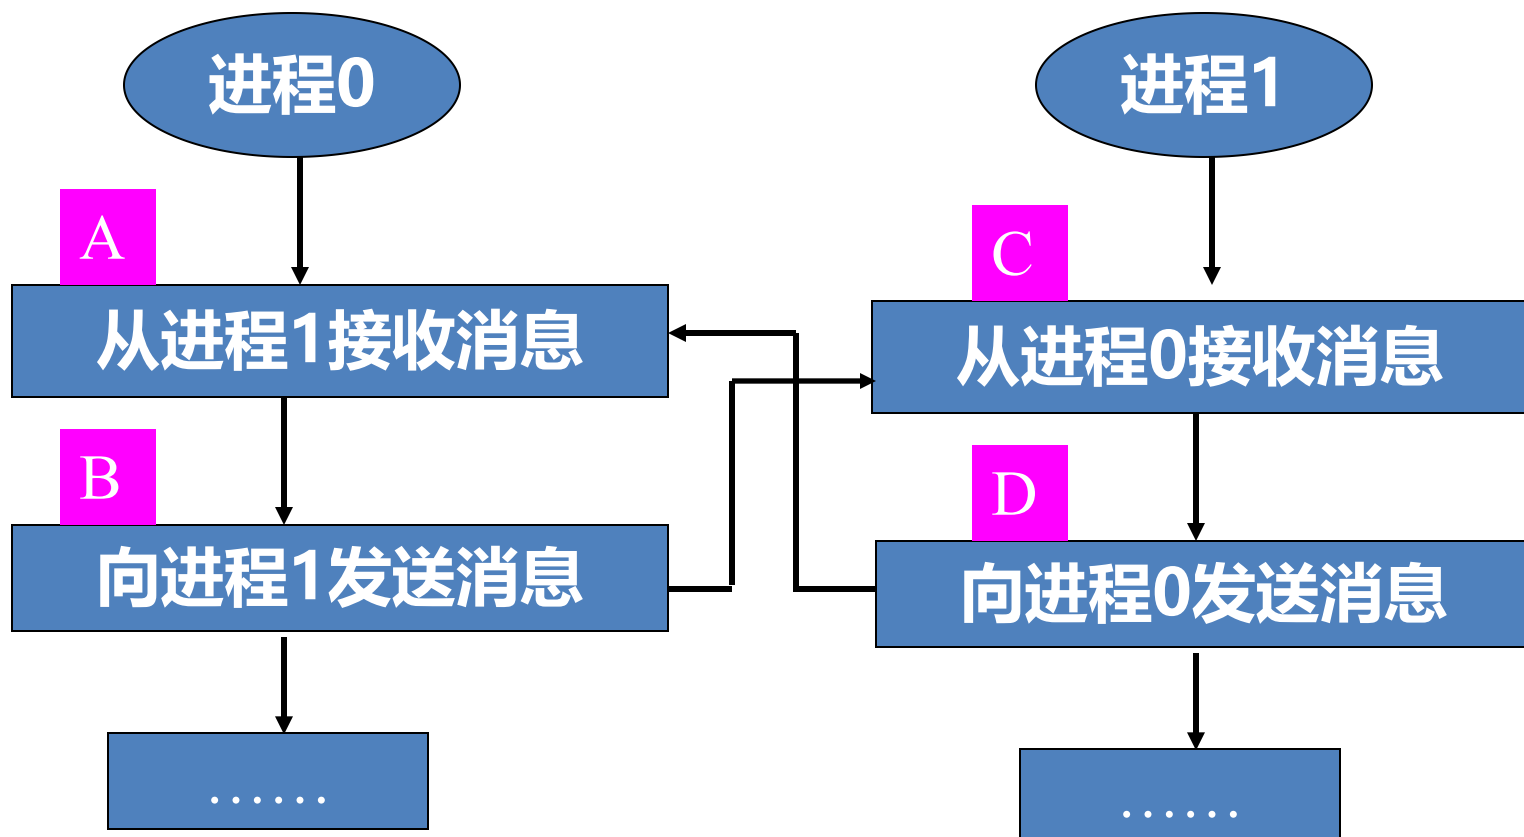 进程0
进程1
A
C
从进程1接收消息
从进程0接收消息
B
D
向进程1发送消息
向进程0发送消息
......
......